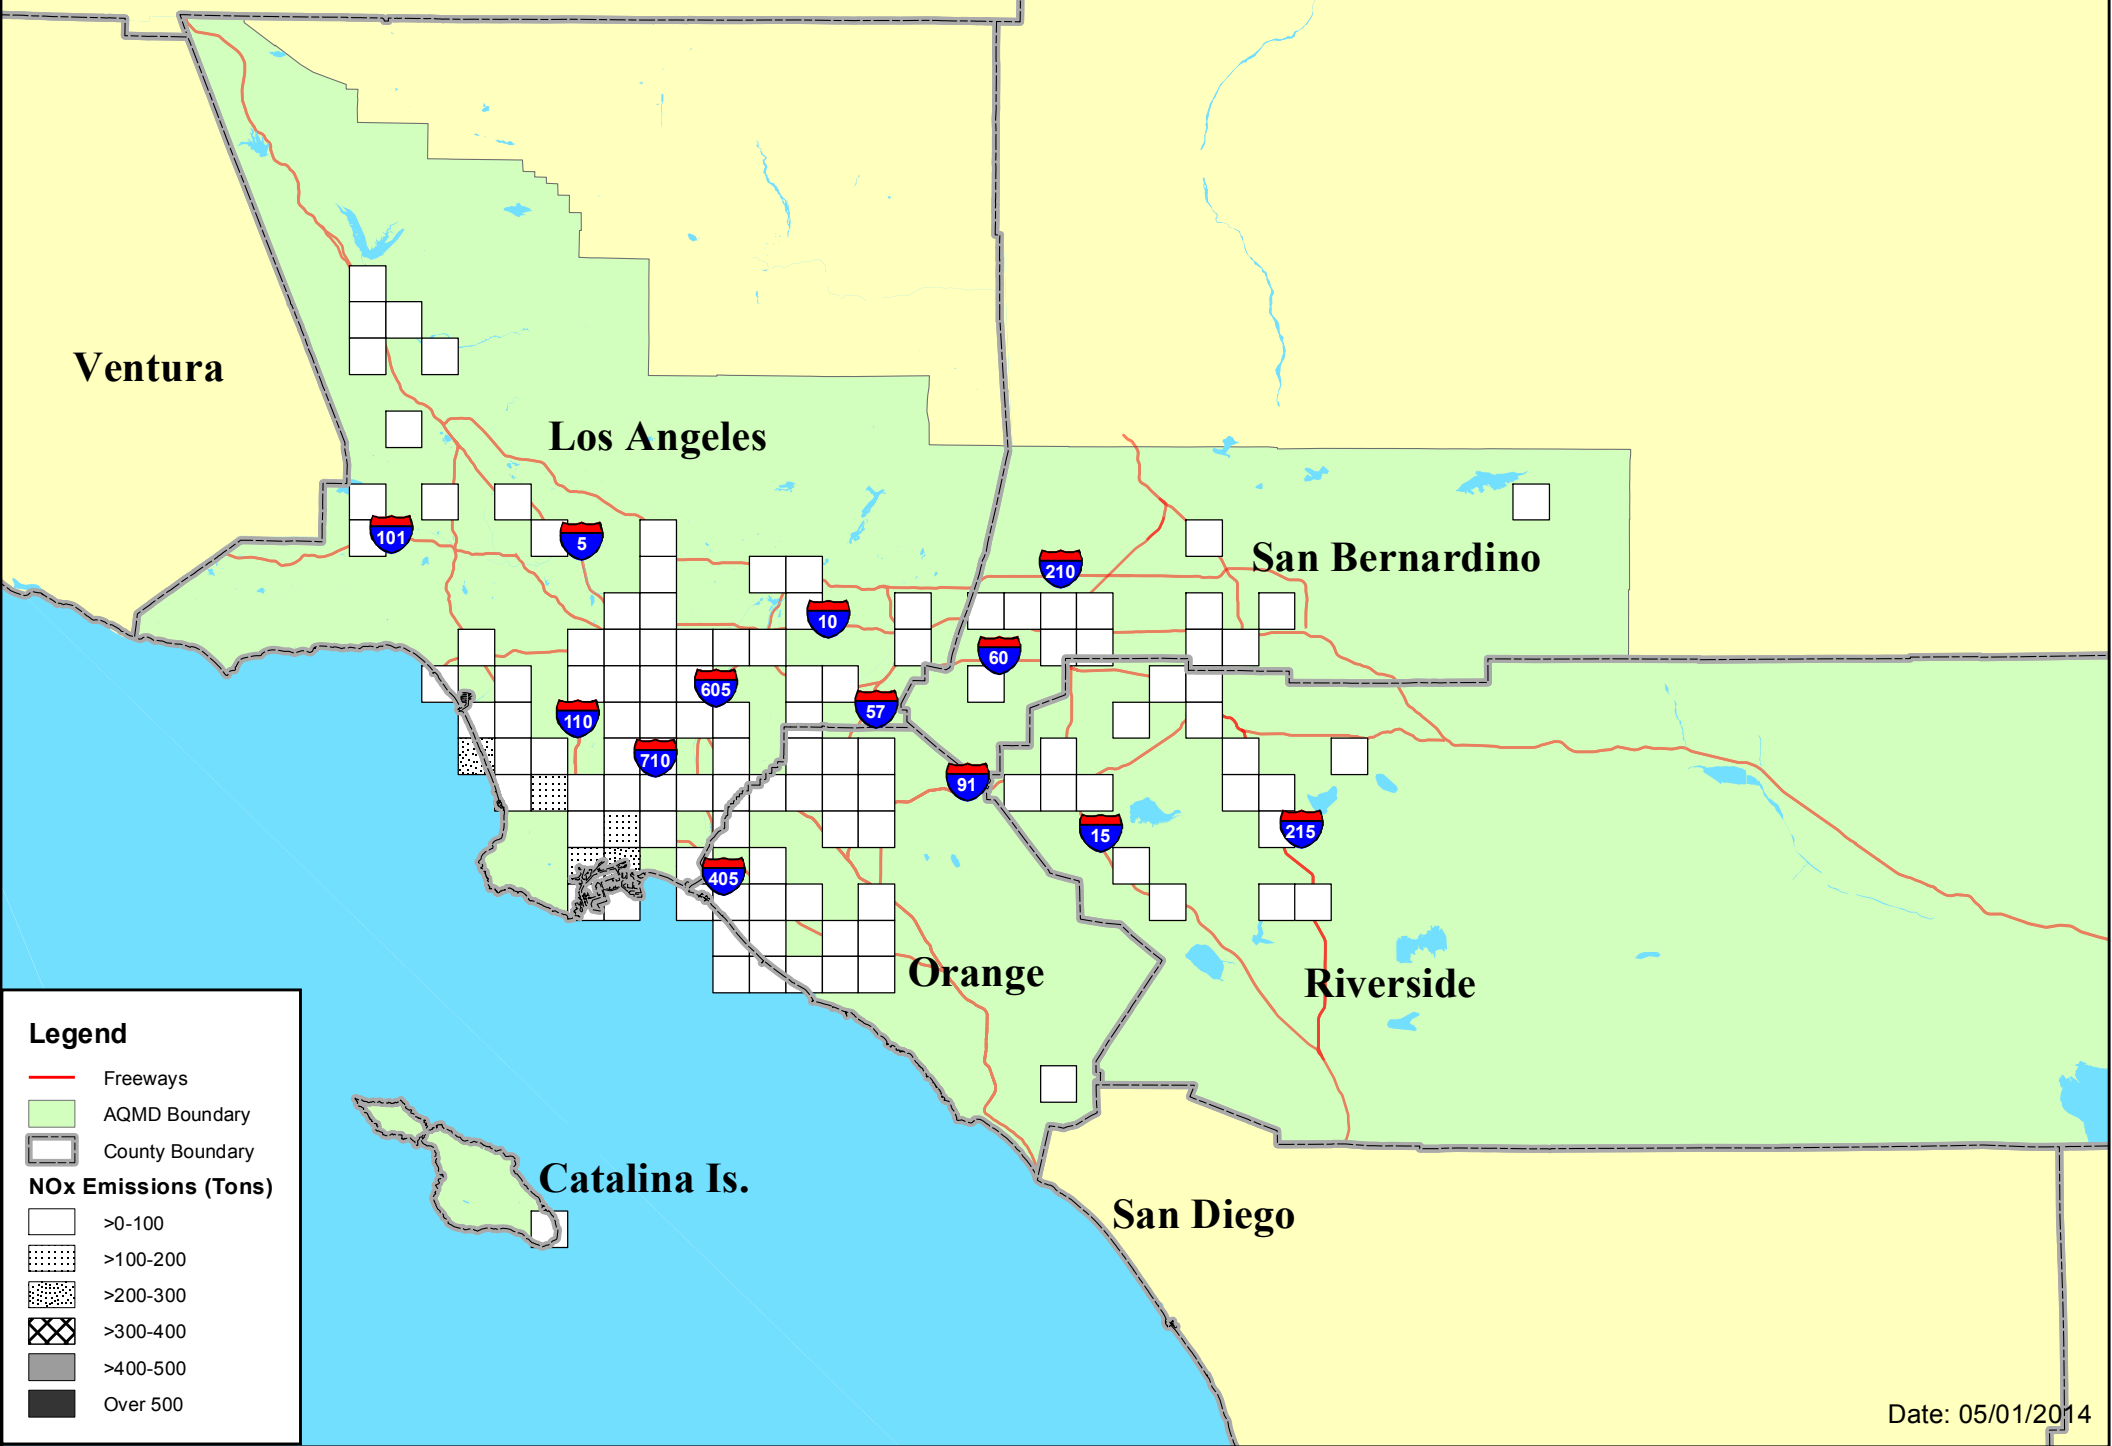 Ventura
Los Angeles
101
5
210
San Bernardino
10
60
605
57
110
710
91
15
215
405
Orange
Riverside
Catalina Is.
San Diego
Legend
Freeways
AQMD Boundary
County Boundary
NOx Emissions (Tons)
>0-100
>100-200
>200-300
>300-400
>400-500
Over 500
Date: 05/01/2014